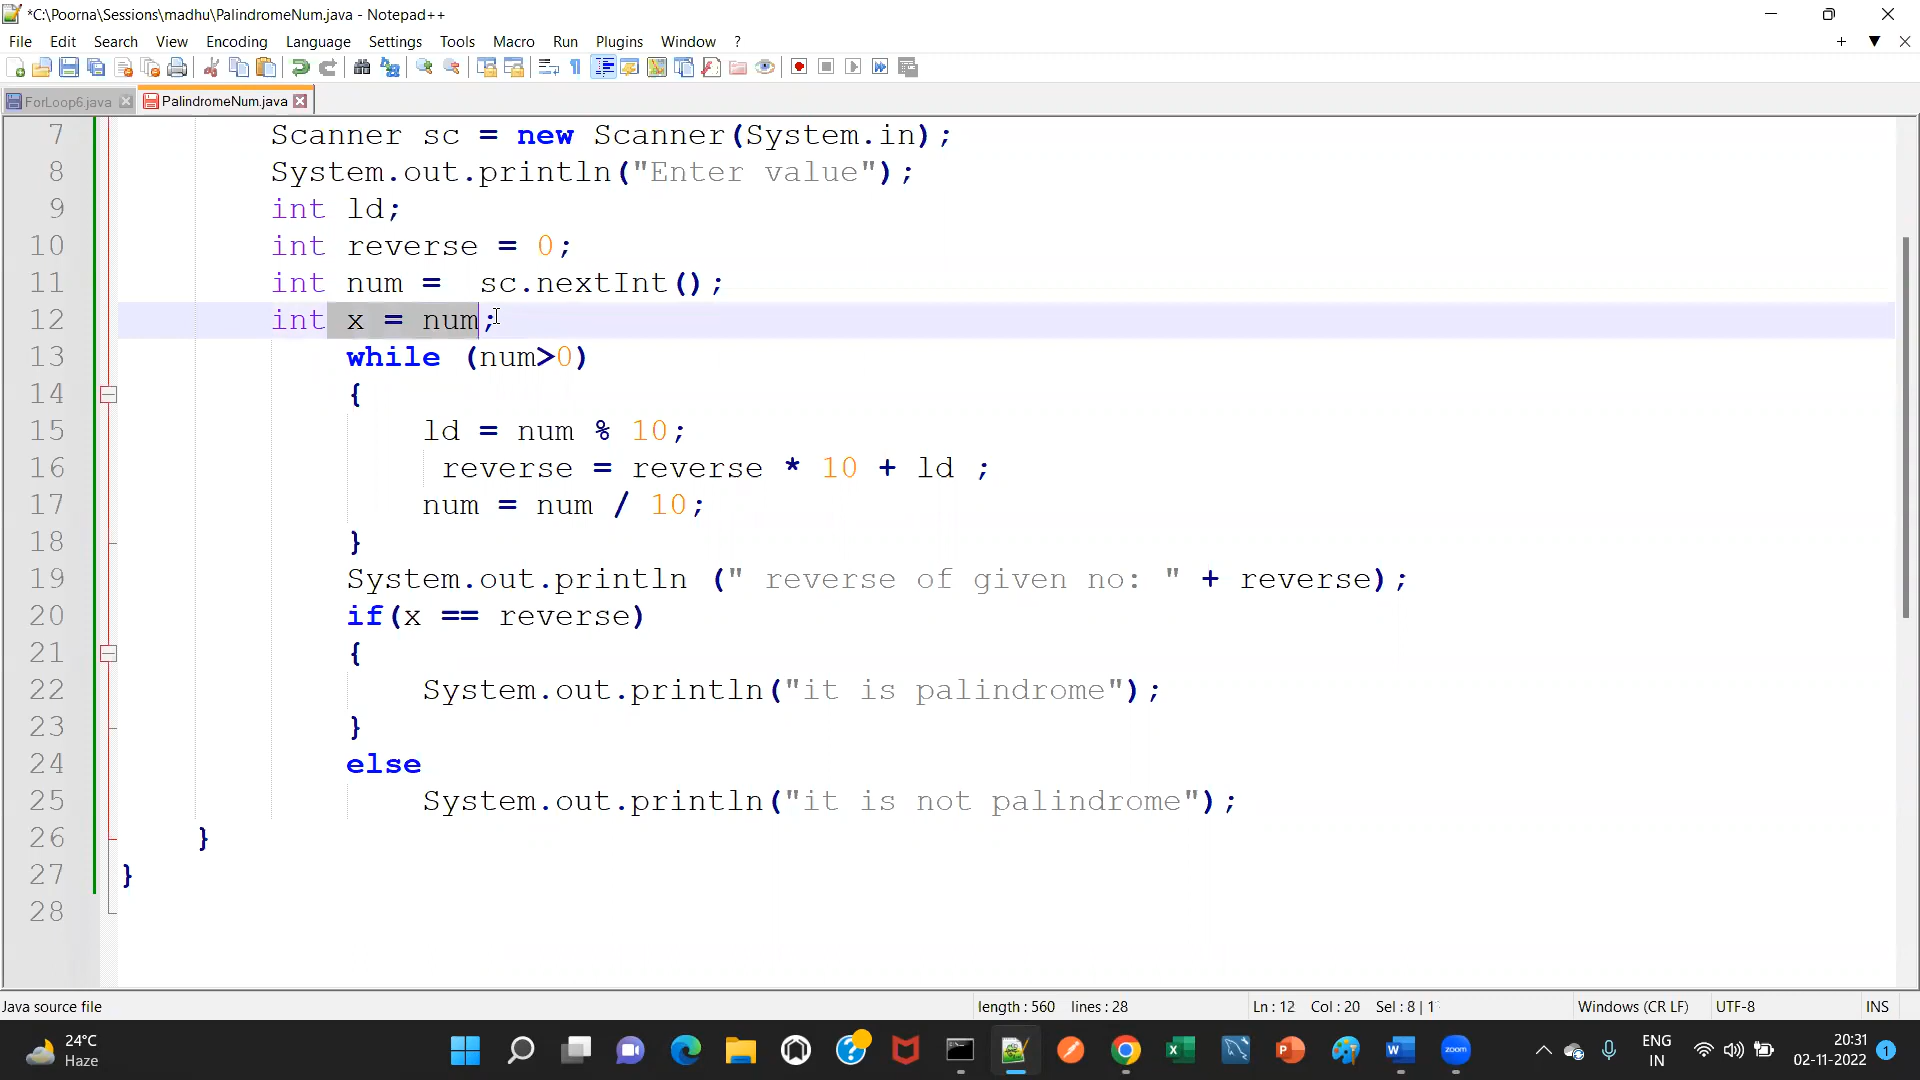 *C:\Poorna\Sessions\madhu\PalindromeNum.java - Notepad++
File Edit Search View Encoding Language Settings Tools Macro Run Plugins Window ?
ForLoop6.java PalindromeNum.java
7 Scanner sc = new Scanner(System.in);
8 System.out.println("Enter value");
9 int ld;
10 int reverse = 0;
11 int num =  sc.nextInt();
12 int x = num;
13 while (num>0)
14 {
15 ld = num % 10;
16 reverse = reverse * 10 + ld ;
17 num = num / 10;
18 }
19 System.out.println (" reverse of given no: " + reverse);
20 if(x == reverse)
21 {
22 System.out.println("it is palindrome");
23 }
24 else
25 System.out.println("it is not palindrome");
26 }
27 }
28
Java source file length : 560 lines : 28 Ln : 12 Col : 20 Sel : 8 | 1 Windows (CR LF) UTF-8 INS
24°C
Haze
zoom
ENG
IN
20:31
02-11-2022
1